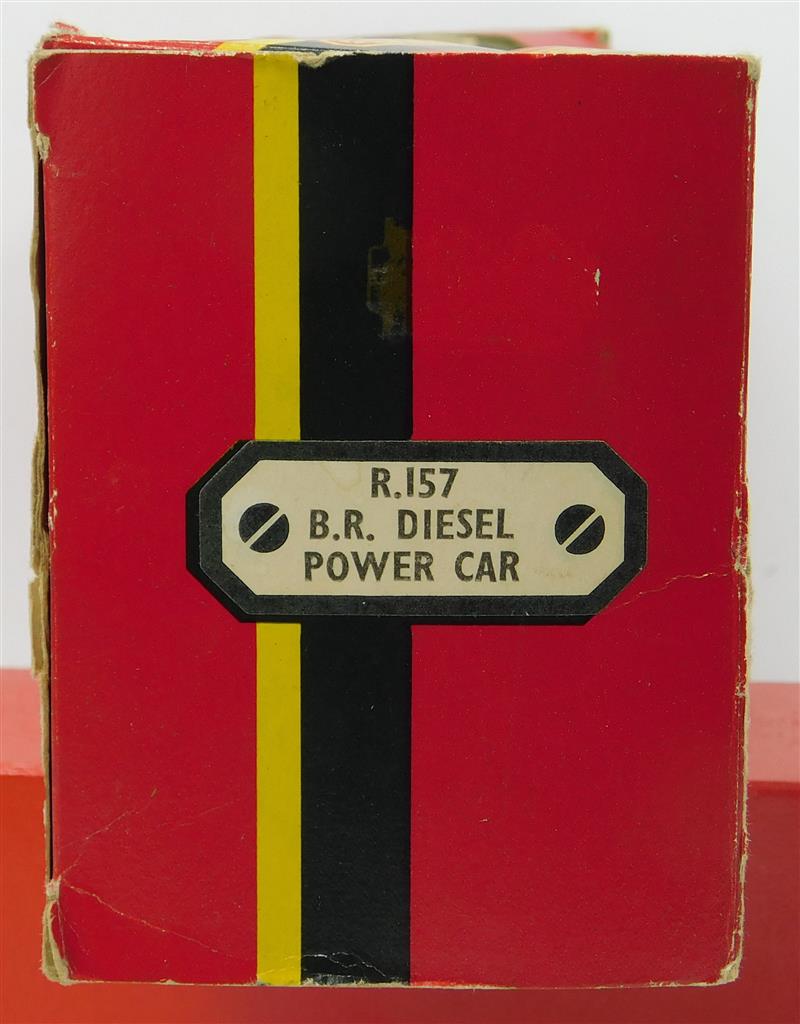 R.157
B.R. DIESEL
POWER CAR